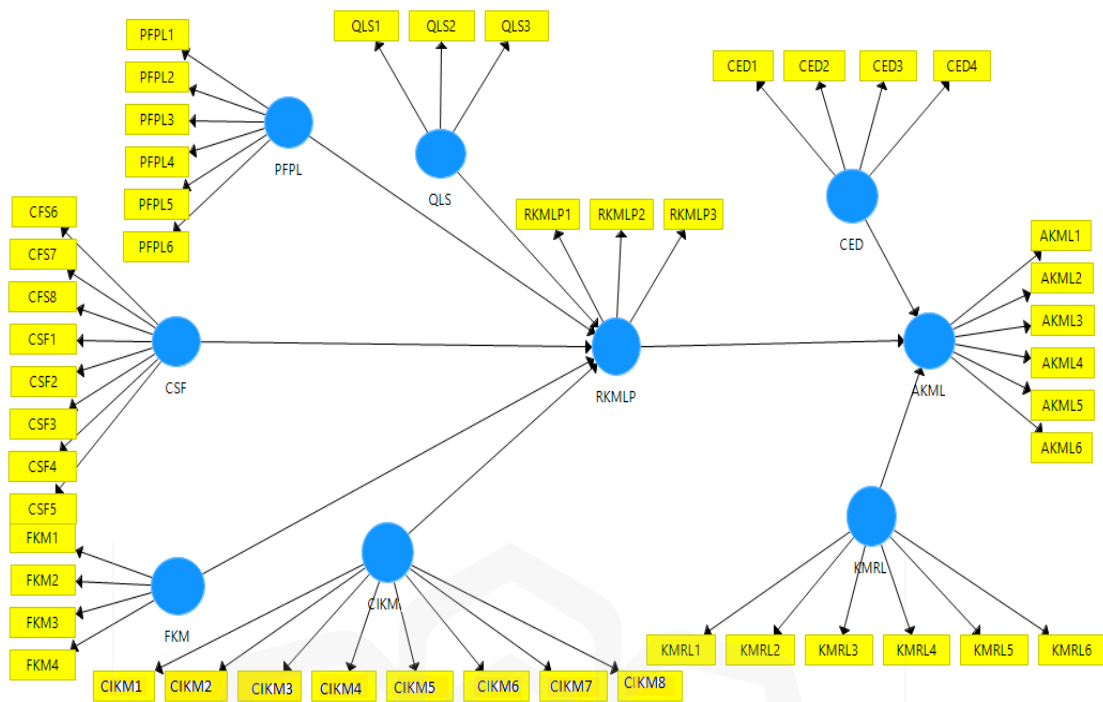 PFPL1
PFPL2
PFPL3
PFPL4
PFPL5
PFPL6
PFPL
QLS1 QLS2 QLS3
QLS
CED1 CED2 CED3 CED4
CED
CFS6
CFS7
CFS8
CSF1
CSF2
CSF3
CSF4
CSF5
CSF
RKMLP1 RKMLP2 RKMLP3
RKMLP
AKML1
AKML2
AKML3
AKML4
AKML5
AKML6
AKML
FKM1
FKM2
FKM3
FKM4
FKM
CIKM
CIKM1 CIKM2 CIKM3 CIKM4 CIKM5 CIKM6 CIKM7 CIKM8
KMRL
KMRL1 KMRL2 KMRL3 KMRL4 KMRL5 KMRL6